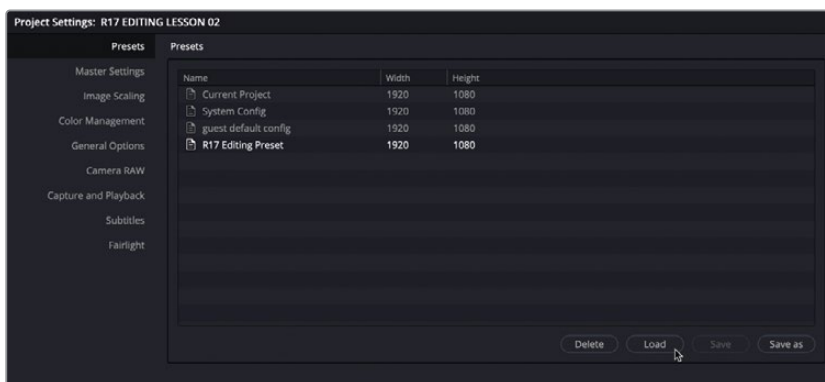 Project Settings: R17 EDITING LESSON 02
Presets
Master Settings
Image Scaling
Color Management
General Options
Camera RAW
Capture and Playback
Subtitles
Fairlight
Presets
Name Width Height
Current Project 1920 1080
System Config 1920 1080
guest default config 1920 1080
R17 Editing Preset 1920 1080
Delete Load Save Save as